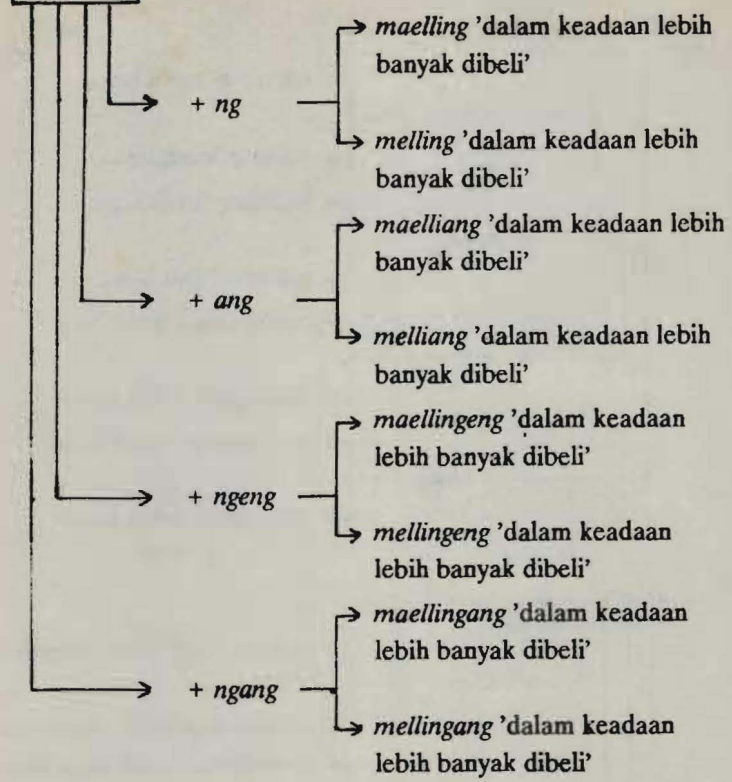 maelling 'dalam keadaan lebih
banyak dibeli'
+ ng
melling 'dalam keadaan lebih
banyak dibeli'
maelliang 'dalam keadaan lebih
banyak dibeli'
+ ang
melliang 'dalam keadaan lebih
banyak dibeli'
maellingeng 'dalam keadaan
lebih banyak dibeli'
+ ngeng
mellingeng 'dalam keadaan
lebih banyak dibeli'
maellingang 'dalam keadaan
lebih banyak dibeli'
+ ngang
mellingang 'dalam keadaan
lebih banyak dibeli'